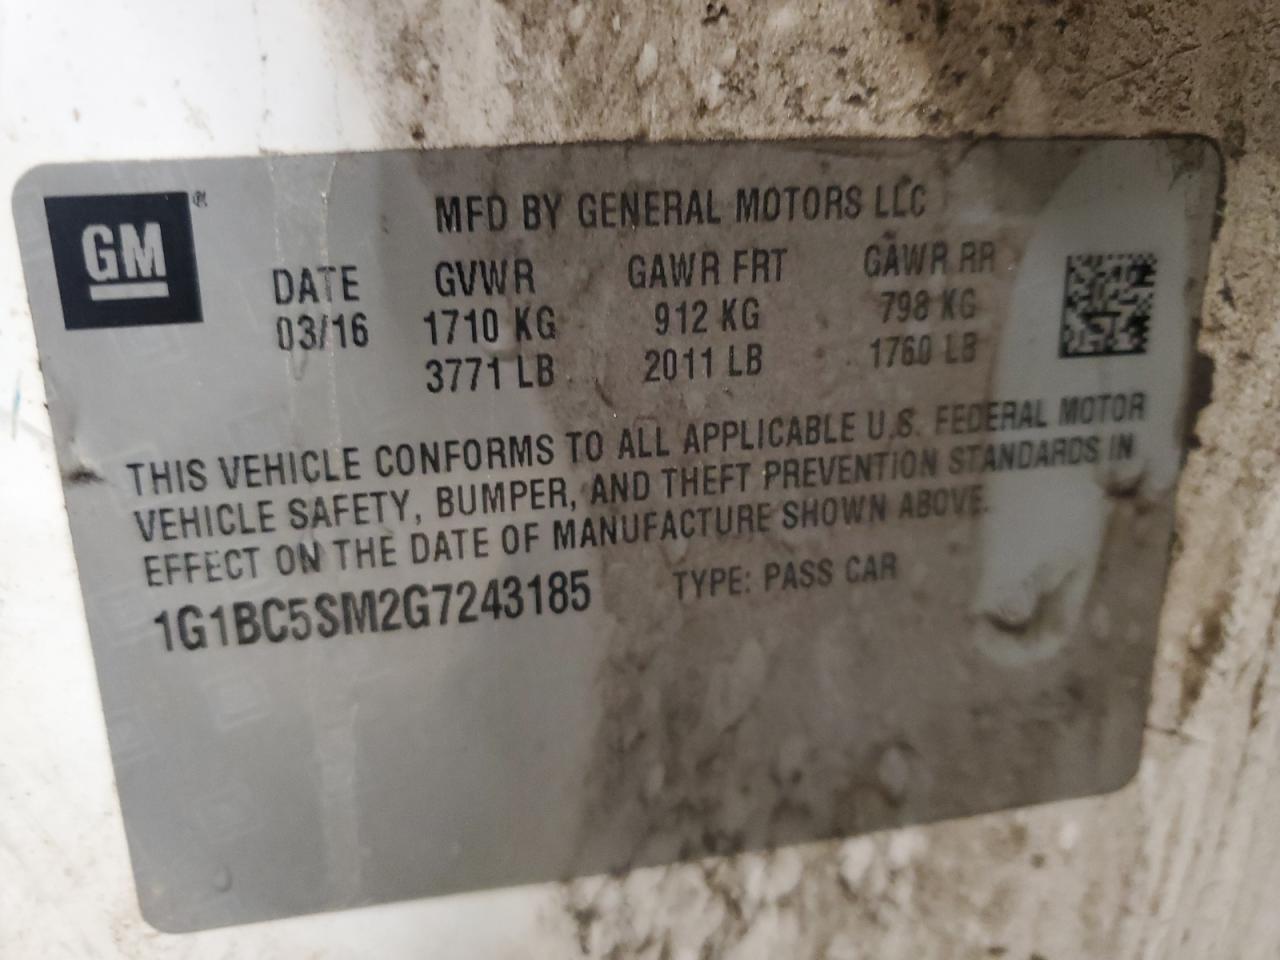 GM ®
MFD BY GENERAL MOTORS LLC
DATE GVWR GAWR FRT GAWR RR
03/16 1710 KG 912 KG 798 KG
3771 LB 2011 LB 1760 LB
THIS VEHICLE CONFORMS TO ALL APPLICABLE U.S. FEDERAL MOTOR
VEHICLE SAFETY, BUMPER, AND THEFT PREVENTION STANDARDS IN
EFFECT ON THE DATE OF MANUFACTURE SHOWN ABOVE.
1G1BC5SM2G7243185 TYPE: PASS CAR